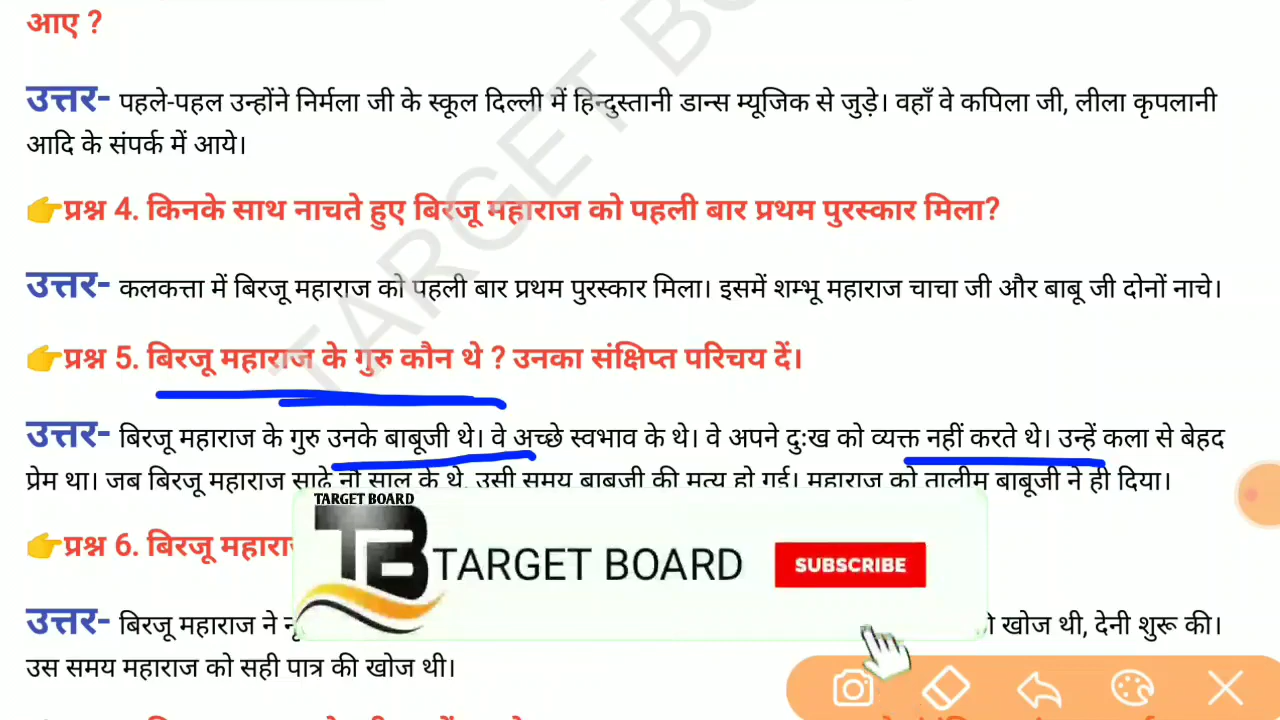 आए ?
उत्तर- पहले-पहल उन्होंने निर्मला जी के स्कूल दिल्ली में हिन्दुस्तानी डान्स म्यूजिक से जुड़े। वहाँ वे कपिला जी, लीला कृपलानी
आदि के संपर्क में आये।
👉प्रश्न 4. किनके साथ नाचते हुए बिरजू महाराज को पहली बार प्रथम पुरस्कार मिला?
उत्तर- कलकत्ता में बिरजू महाराज को पहली बार प्रथम पुरस्कार मिला। इसमें शम्भू महाराज चाचा जी और बाबू जी दोनों नाचे।
👉प्रश्न 5. बिरजू महाराज के गुरु कौन थे ? उनका संक्षिप्त परिचय दें।
उत्तर- बिरजू महाराज के गुरु उनके बाबूजी थे। वे अच्छे स्वभाव के थे। वे अपने दुःख को व्यक्त नहीं करते थे। उन्हें कला से बेहद
प्रेम था। जब बिरजू महाराज साढ़े नौ साल के थे, उसी समय बाबूजी की मृत्यु हो गई। महाराज को तालीम बाबूजी ने ही दिया।
👉प्रश्न 6. बिरजू
TARGET BOARD
TB TARGET BOARD SUBSCRIBE
उत्तर- बिरजू महाराज ने खोज थी, देनी शुरू की।
उस समय महाराज को सही पात्र की खोज थी।